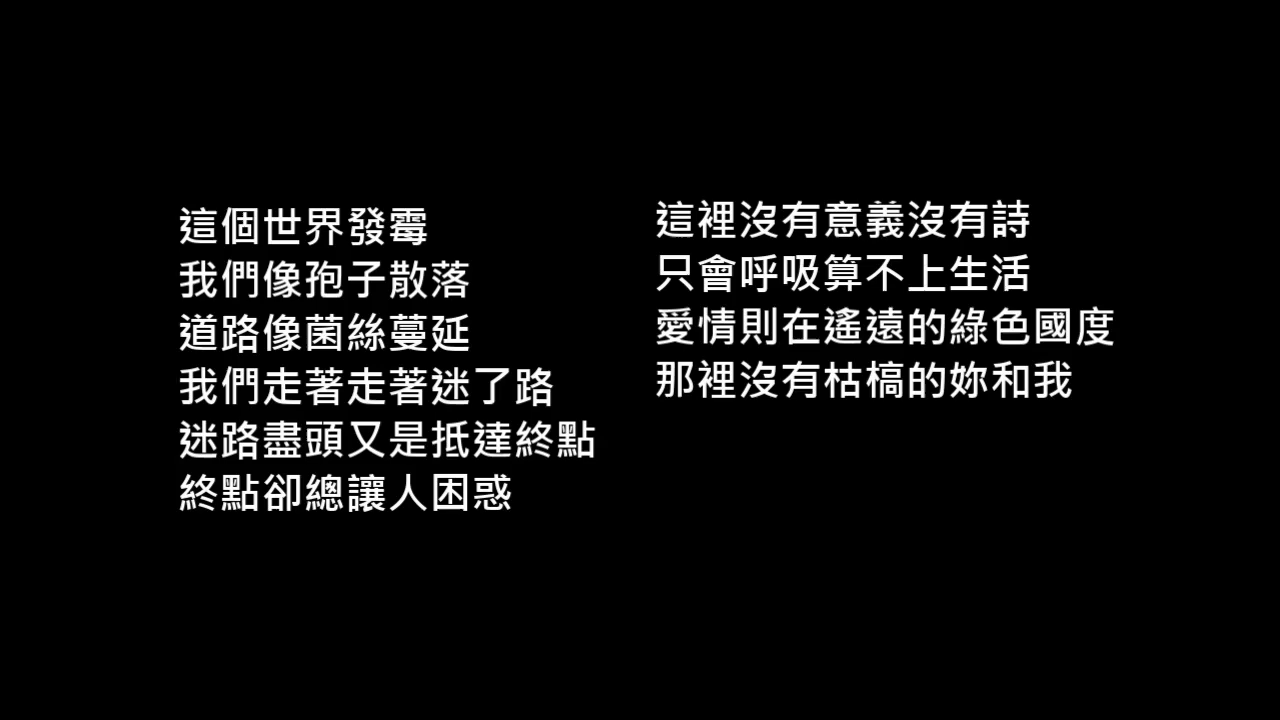 這個世界發霉
我們像孢子散落
道路像菌絲蔓延
我們走著走著迷了路
迷路盡頭又是抵達終點
終點卻總讓人困惑
這裡沒有意義沒有詩
只會呼吸算不上生活
愛情則在遙遠的綠色國度
那裡沒有枯槁的妳和我